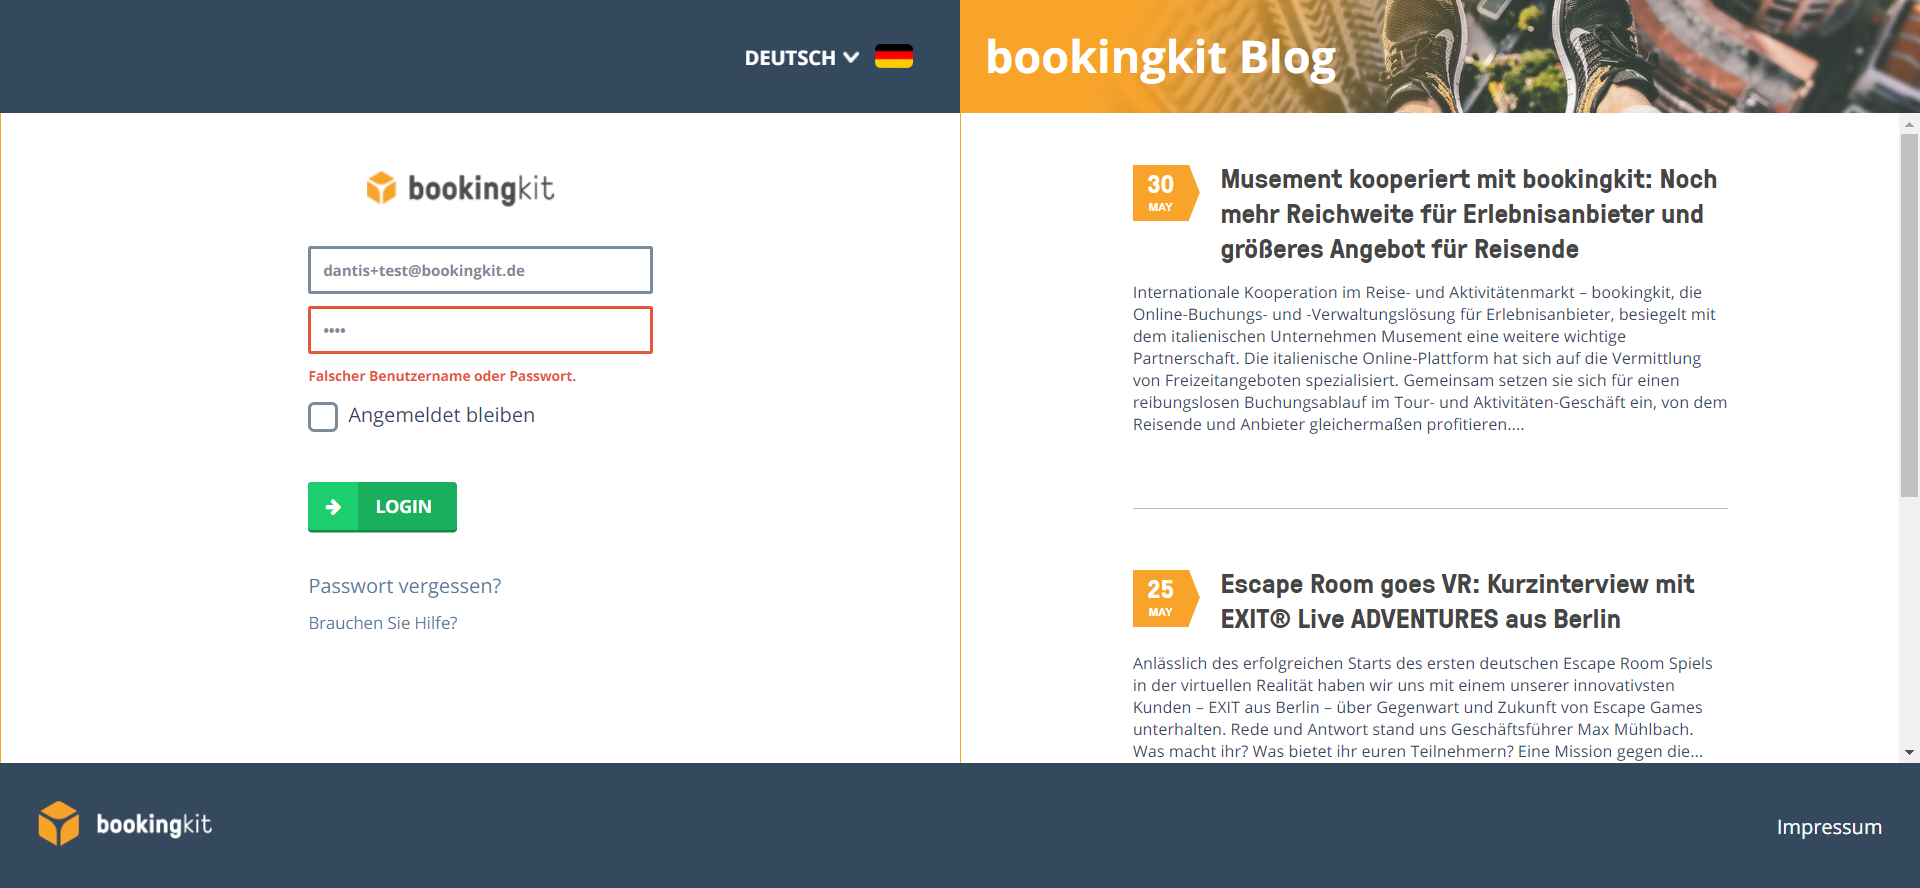 DEUTSCH
bookingkit Blog
bookingkit
dantis+test@bookingkit.de
••••
Falscher Benutzername oder Passwort.
Angemeldet bleiben
LOGIN
Passwort vergessen?
Brauchen Sie Hilfe?
30
MAY
Musement kooperiert mit bookingkit: Noch
mehr Reichweite für Erlebnisanbieter und
größeres Angebot für Reisende
Internationale Kooperation im Reise- und Aktivitätenmarkt – bookingkit, die
Online-Buchungs- und -Verwaltungslösung für Erlebnisanbieter, besiegelt mit
dem italienischen Unternehmen Musement eine weitere wichtige
Partnerschaft. Die italienische Online-Plattform hat sich auf die Vermittlung
von Freizeitangeboten spezialisiert. Gemeinsam setzen sie sich für einen
reibungslosen Buchungsablauf im Tour- und Aktivitäten-Geschäft ein, von dem
Reisende und Anbieter gleichermaßen profitieren....
25
MAY
Escape Room goes VR: Kurzinterview mit
EXIT® Live ADVENTURES aus Berlin
Anlässlich des erfolgreichen Starts des ersten deutschen Escape Room Spiels
in der virtuellen Realität haben wir uns mit einem unserer innovativsten
Kunden – EXIT aus Berlin – über Gegenwart und Zukunft von Escape Games
unterhalten. Rede und Antwort stand uns Geschäftsführer Max Mühlbach.
Was macht ihr? Was bietet ihr euren Teilnehmern? Eine Mission gegen die...
bookingkit
Impressum